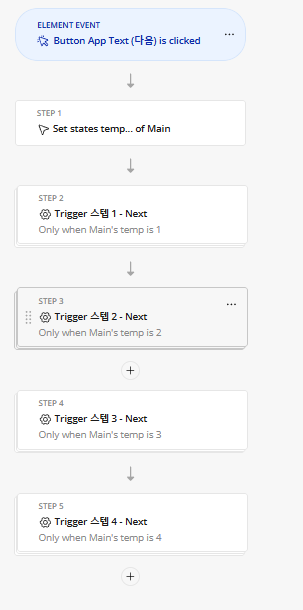 ELEMENT EVENT
Button App Text (다음) is clicked
STEP 1
Set states temp... of Main
STEP 2
Trigger 스텝 1 - Next
Only when Main's temp is 1
STEP 3
Trigger 스텝 2 - Next
Only when Main's temp is 2
STEP 4
Trigger 스텝 3 - Next
Only when Main's temp is 3
STEP 5
Trigger 스텝 4 - Next
Only when Main's temp is 4